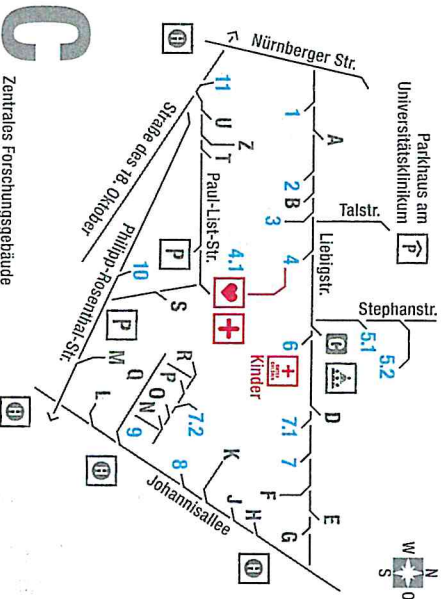 Nürnberger Str.
Parkhaus am
Universitätsklinikum
P
Talstr.
Stephanstr.
Liebigstr.
Paul-List-Str.
Straße des 18. Oktober
Philipp-Rosenthal-Str.
Johannisallee
1
A
2
B
3
4
4.1
5.1
5.2
6
Kinder
D
7.1
7
F
E
G
11
U
Z
T
P
10
S
P
M
Q
R
P
O
N
7.2
9
L
8
K
J
H
H
H
H
H
N
O
S
W
C
Zentrales Forschungsgebäude